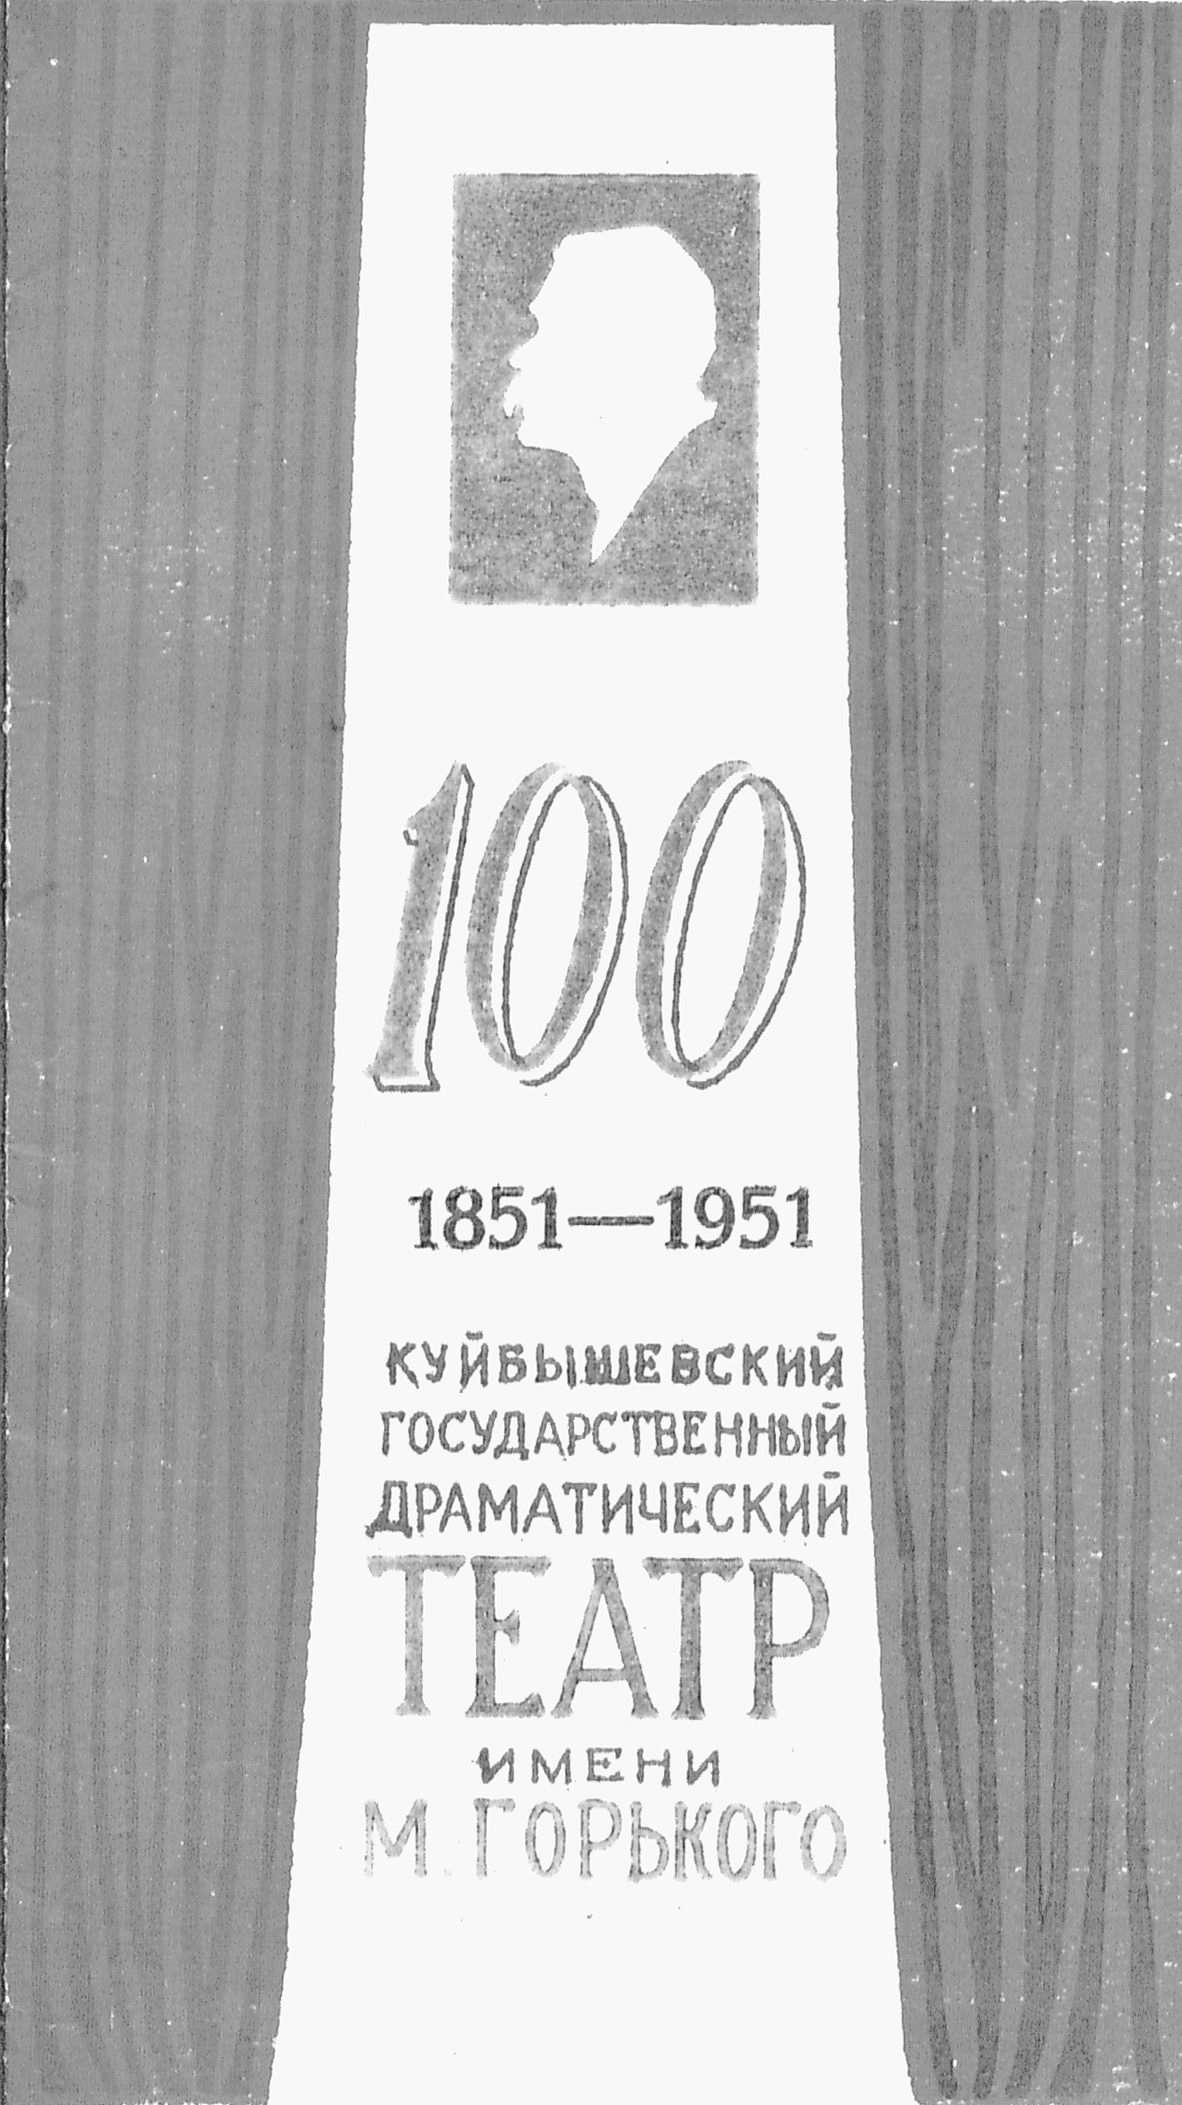 100
1851—1951
КУЙБЫШЕВСКИЙ
ГОСУДАРСТВЕННЫЙ
ДРАМАТИЧЕСКИЙ
ТЕАТР
ИМЕНИ
М. ГОРЬКОГО